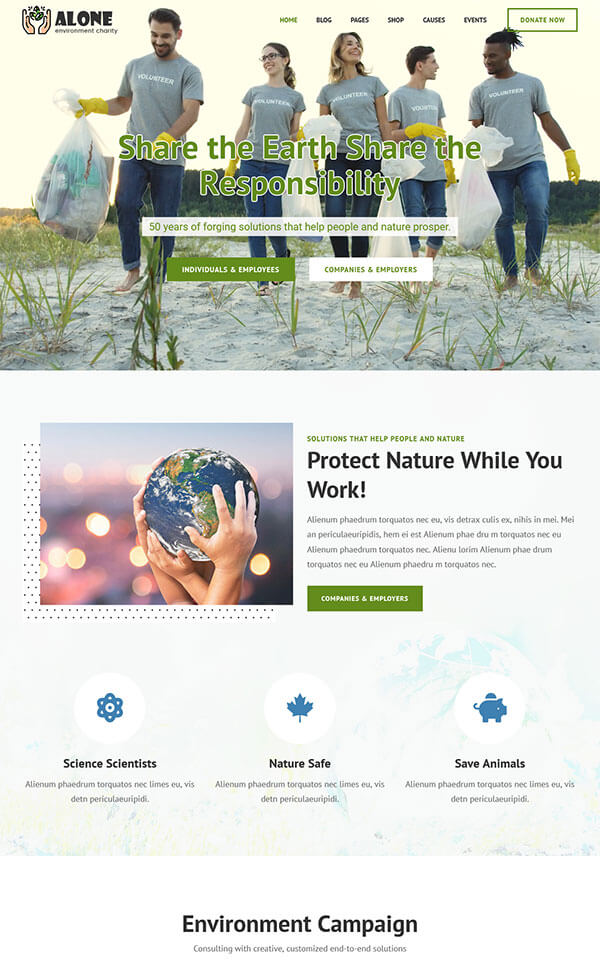 ALONE
environment charity
HOME BLOG PAGES SHOP CAUSES EVENTS DONATE NOW
VOLUNTEER VOLUNTEER VOLUNTEER VOLUNTEER VOLUNTEER
Share the Earth Share the
Responsibility
50 years of forging solutions that help people and nature prosper.
INDIVIDUALS & EMPLOYEES COMPANIES & EMPLOYERS
SOLUTIONS THAT HELP PEOPLE AND NATURE
Protect Nature While You
Work!
Alienum phaedrum torquatos nec eu, vis detrax culis ex, nihis in mei. Mei
an periculaeuripidis, hem ei est Alienum phae dru m torquatos nec eu
Alienum phaedrum torquatos nec. Alienu lorim Alienum phae drum
torquatos nec eu Alienum phaedru m torquatos nec.
COMPANIES & EMPLOYERS
Science Scientists
Alienum phaedrum torquatos nec limes eu, vis
detn periculaeuripidi.
Nature Safe
Alienum phaedrum torquatos nec limes eu, vis
detn periculaeuripidi.
Save Animals
Alienum phaedrum torquatos nec limes eu, vis
detn periculaeuripidi.
Environment Campaign
Consulting with creative, customized end-to-end solutions